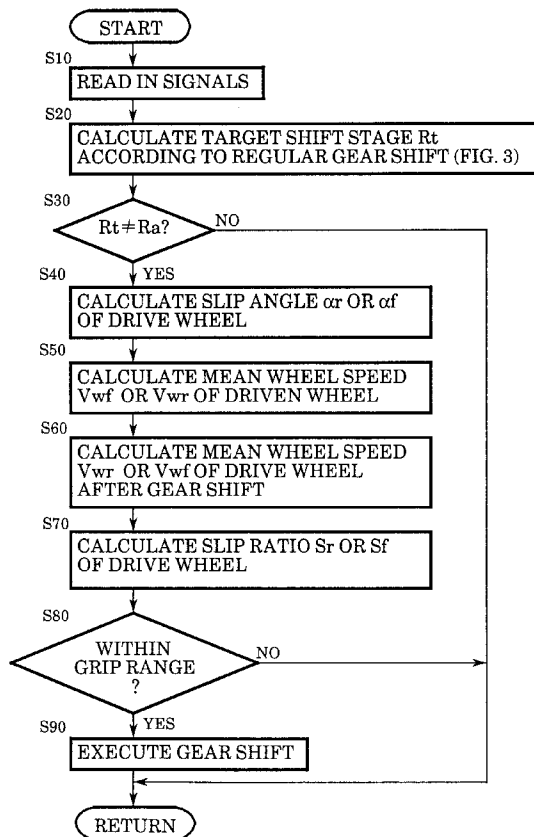 START
S10
READ IN SIGNALS
S20
CALCULATE TARGET SHIFT STAGE Rt
ACCORDING TO REGULAR GEAR SHIFT (FIG. 3)
S30
Rt≠Ra?
NO
YES
S40
CALCULATE SLIP ANGLE αr OR αf
OF DRIVE WHEEL
S50
CALCULATE MEAN WHEEL SPEED
Vwf OR Vwr OF DRIVEN WHEEL
S60
CALCULATE MEAN WHEEL SPEED
Vwr OR Vwf OF DRIVE WHEEL
AFTER GEAR SHIFT
S70
CALCULATE SLIP RATIO Sr OR Sf
OF DRIVE WHEEL
S80
WITHIN
GRIP RANGE
?
NO
YES
S90
EXECUTE GEAR SHIFT
RETURN